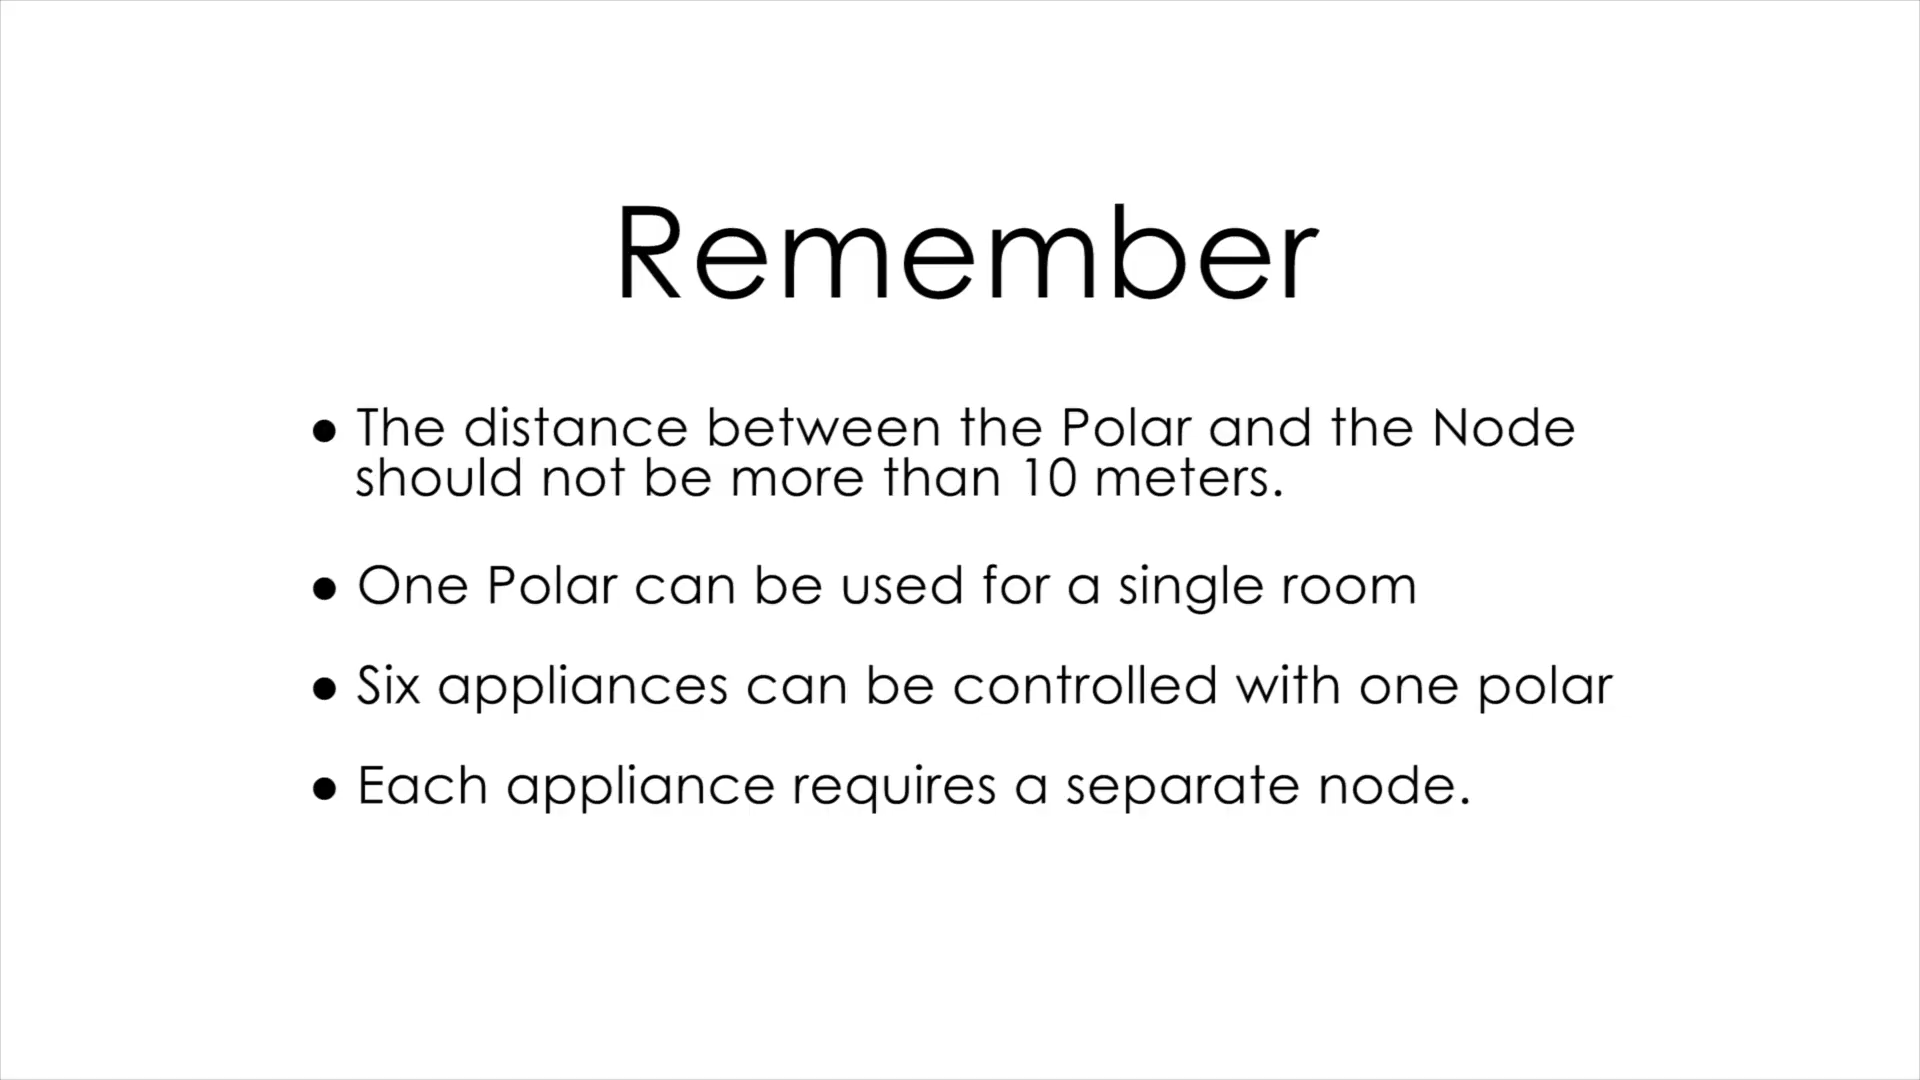 Remember
● The distance between the Polar and the Node
should not be more than 10 meters.
● One Polar can be used for a single room
● Six appliances can be controlled with one polar
● Each appliance requires a separate node.